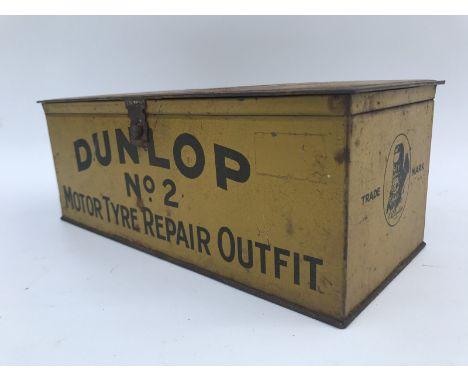 DUNLOP
No 2
MOTOR TYRE REPAIR OUTFIT
TRADE MARK